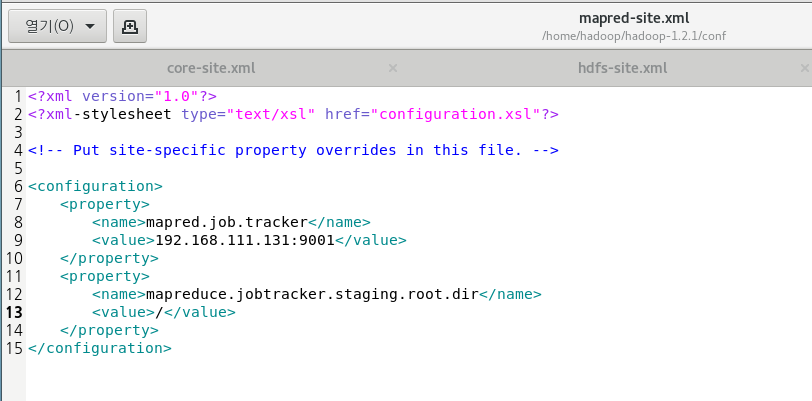 열기(O)
mapred-site.xml
/home/hadoop/hadoop-1.2.1/conf
core-site.xml × hdfs-site.xml ×
1 <?xml version="1.0"?>
2 <?xml-stylesheet type="text/xsl" href="configuration.xsl"?>
3
4 <!-- Put site-specific property overrides in this file. -->
5
6 <configuration>
7     <property>
8         <name>mapred.job.tracker</name>
9         <value>192.168.111.131:9001</value>
10     </property>
11     <property>
12         <name>mapreduce.jobtracker.staging.root.dir</name>
13         <value>/</value>
14     </property>
15 </configuration>